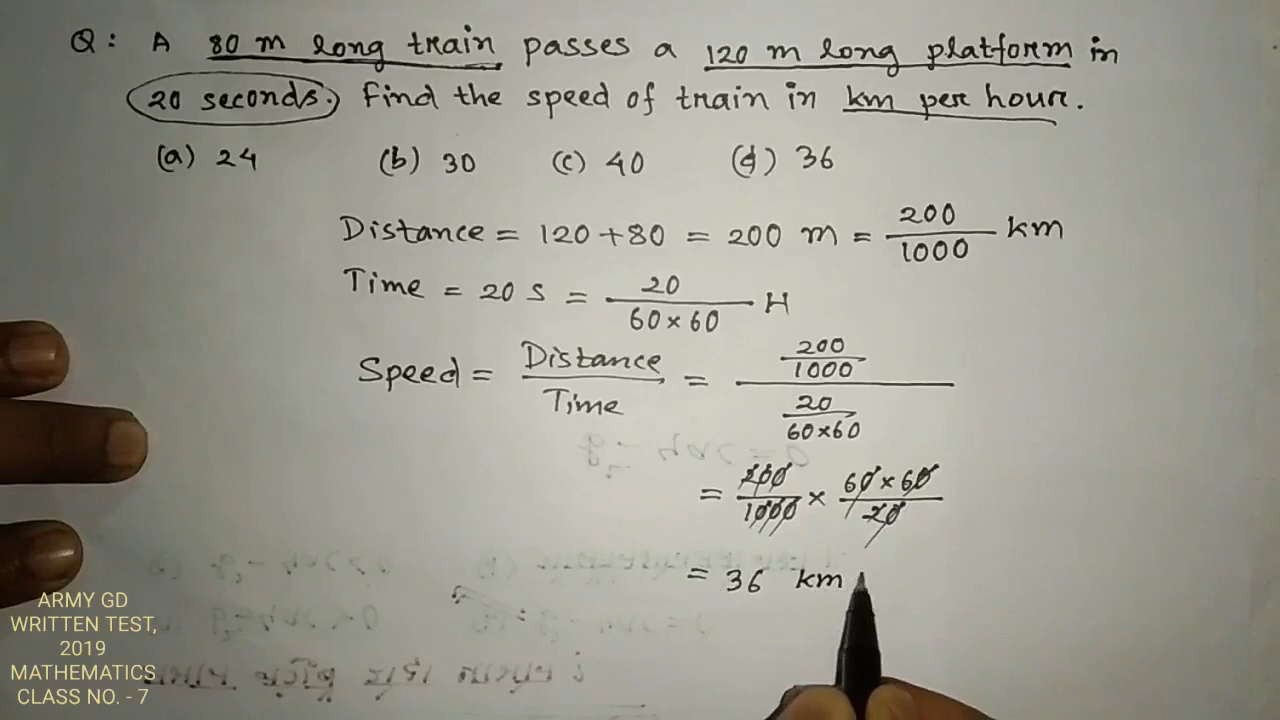 Q: A 80 m long train passes a 120 m long platform in
20 seconds. Find the speed of train in km per hour.
(a) 24 (b) 30 (c) 40 (d) 36
Distance = 120 + 80 = 200 m = 200/1000 km
Time = 20 S = 20/60×60 H
Speed = Distance/Time = 200/1000 / 20/60×60
= 200/1000 × 60×60/20
= 36 km
ARMY GD
WRITTEN TEST,
2019
MATHEMATICS
CLASS NO. - 7